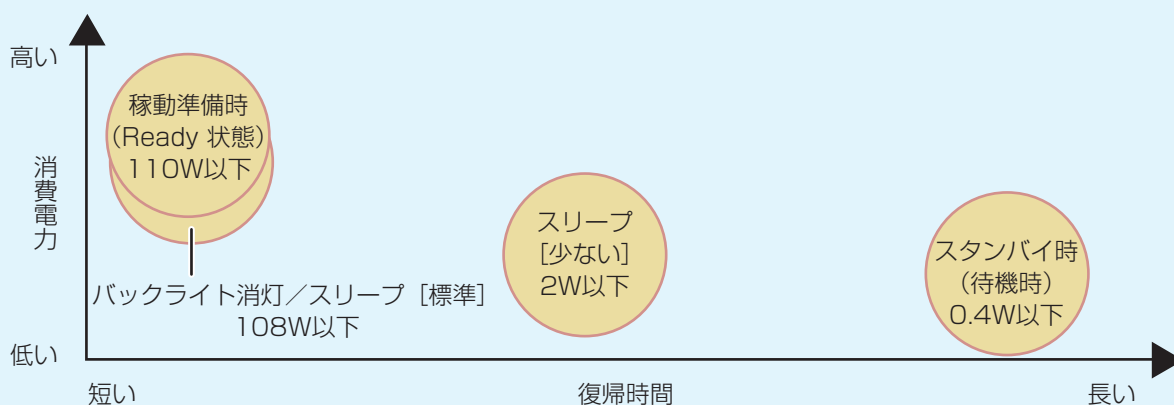 高い
稼動準備時
(Ready 状態)
110W以下
消費電力
スリープ
[少ない]
2W以下
スタンバイ時
(待機時)
0.4W以下
バックライト消灯／スリープ［標準］
108W以下
低い
短い
復帰時間
長い